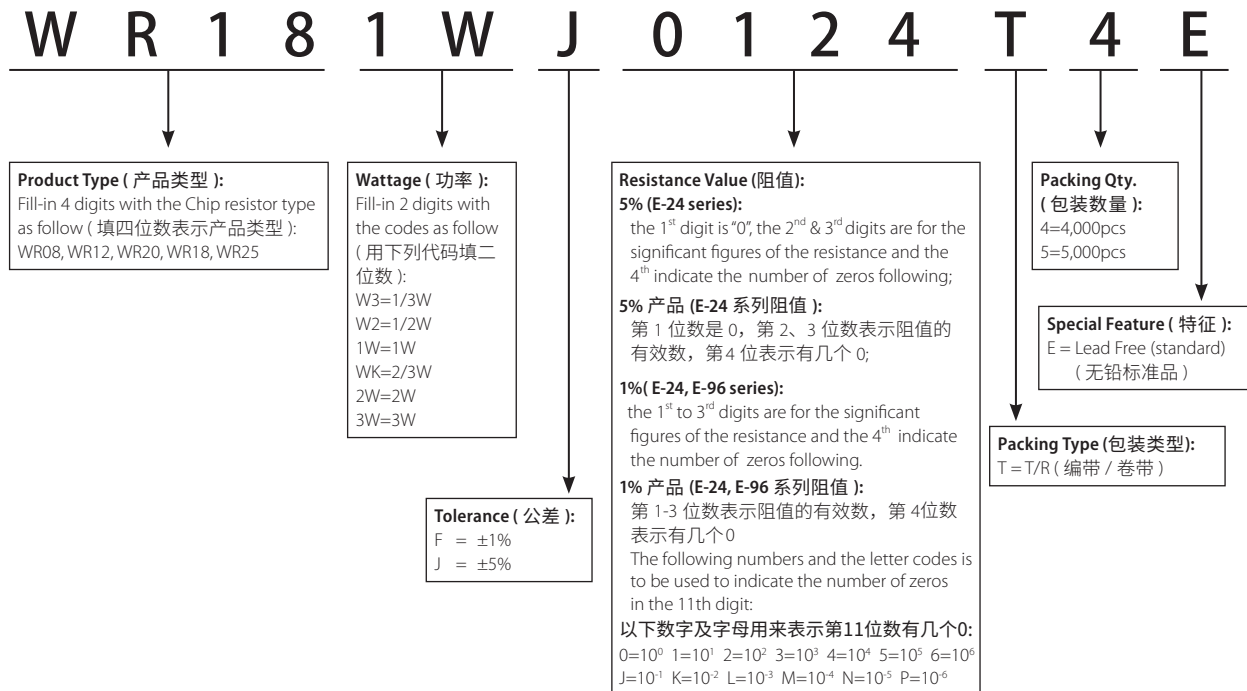 W R 1 8 1 W J 0 1 2 4 T 4 E
Product Type ( 产品类型 ):
Fill-in 4 digits with the Chip resistor type
as follow ( 填四位数表示产品类型 ):
WR08, WR12, WR20, WR18, WR25
Wattage ( 功率 ):
Fill-in 2 digits with
the codes as follow
( 用下列代码填二
位数 ):
W3=1/3W
W2=1/2W
1W=1W
WK=2/3W
2W=2W
3W=3W
Tolerance ( 公差 ):
F = ±1%
J = ±5%
Resistance Value (阻值):
5% (E-24 series):
the 1st digit is “0”, the 2nd & 3rd digits are for the
significant figures of the resistance and the
4th indicate the number of zeros following;
5% 产品 (E-24 系列阻值 ):
第 1 位数是 0，第 2、3 位数表示阻值的
有效数，第4 位表示有几个 0;
1%( E-24, E-96 series):
the 1st to 3rd digits are for the significant
figures of the resistance and the 4th indicate
the number of zeros following.
1% 产品 (E-24, E-96 系列阻值 ):
第 1-3 位数表示阻值的有效数，第 4位数
表示有几个0
The following numbers and the letter codes is
to be used to indicate the number of zeros
in the 11th digit:
以下数字及字母用来表示第11位数有几个0:
0=10⁰ 1=10¹ 2=10² 3=10³ 4=10⁴ 5=10⁵ 6=10⁶
J=10⁻¹ K=10⁻² L=10⁻³ M=10⁻⁴ N=10⁻⁵ P=10⁻⁶
Packing Qty.
( 包装数量 ):
4=4,000pcs
5=5,000pcs
Special Feature ( 特征 ):
E = Lead Free (standard)
( 无铅标准品 )
Packing Type (包装类型):
T = T/R ( 编带 / 卷带 )